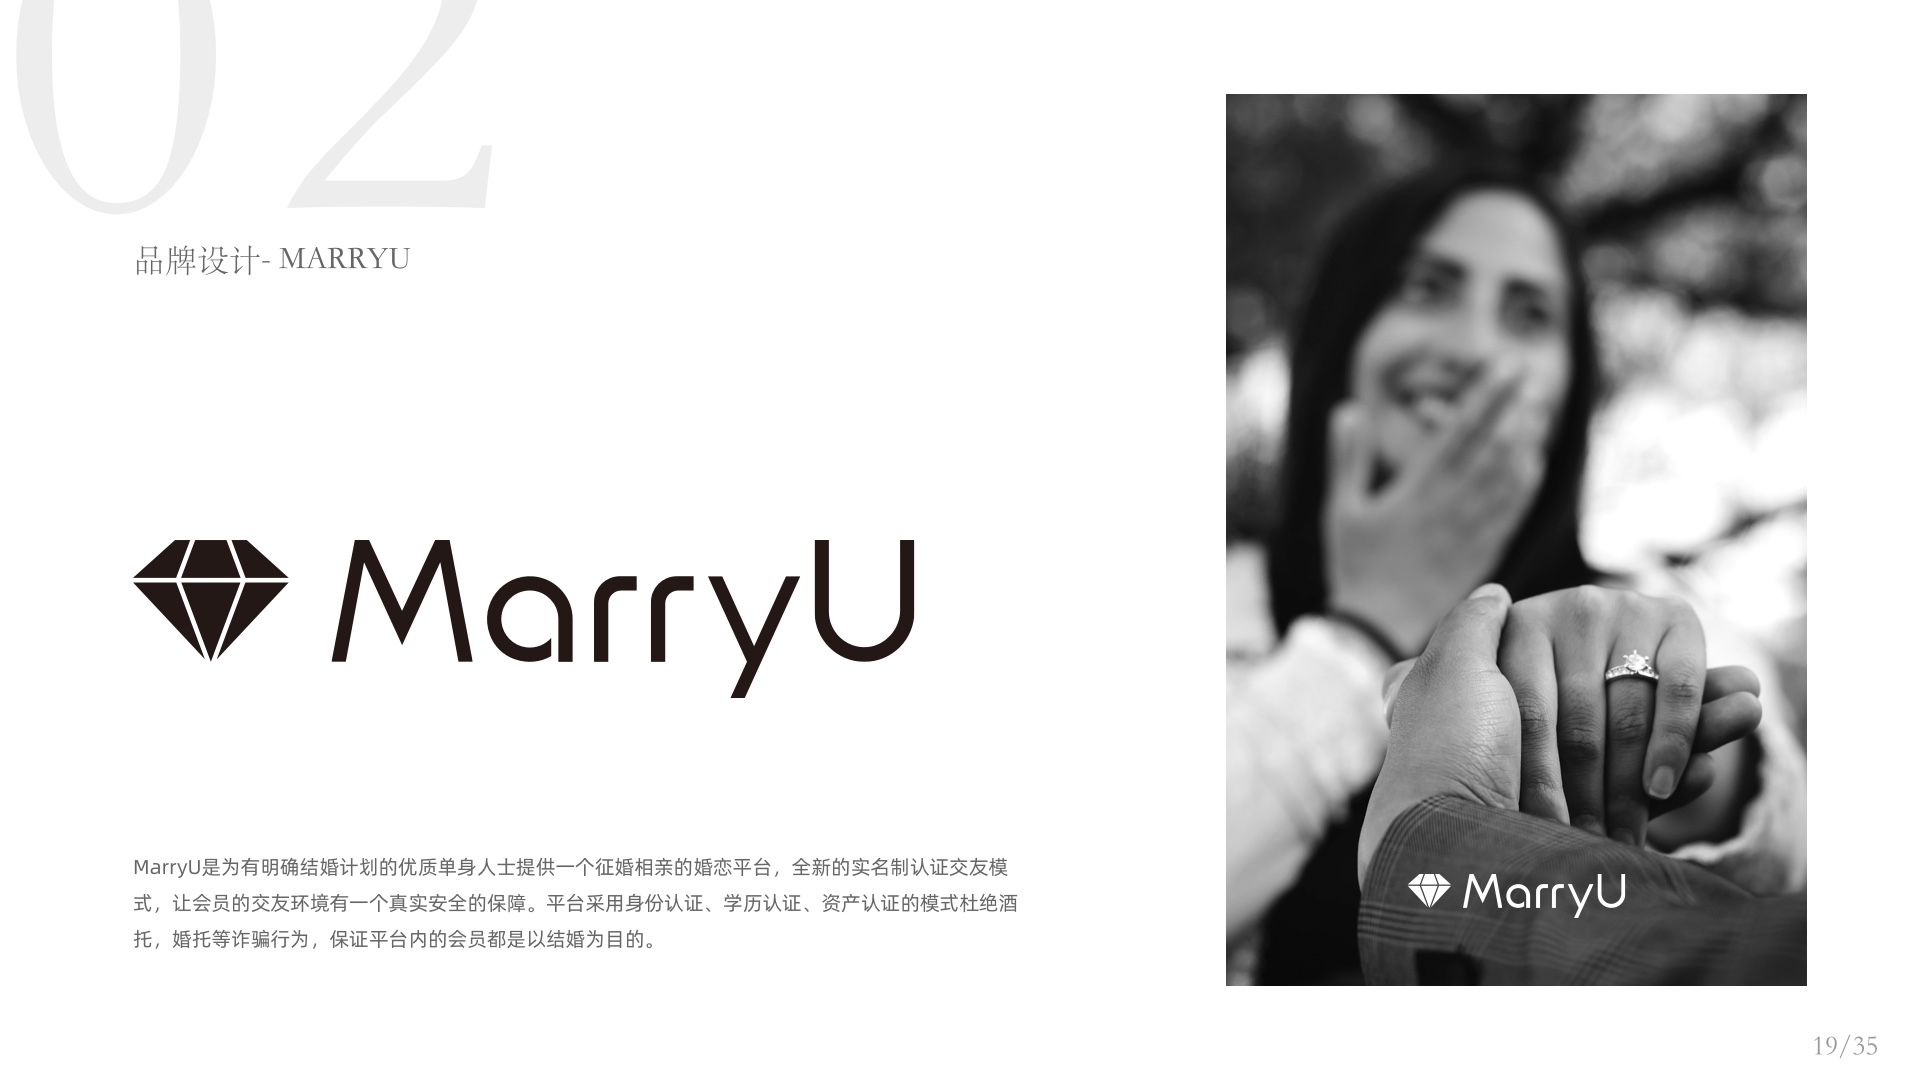 02
品牌设计- MARRYU
MarryU
MarryU是为有明确结婚计划的优质单身人士提供一个征婚相亲的婚恋平台，全新的实名制认证交友模
式，让会员的交友环境有一个真实安全的保障。平台采用身份认证、学历认证、资产认证的模式杜绝酒
托，婚托等诈骗行为，保证平台内的会员都是以结婚为目的。
MarryU
19/35